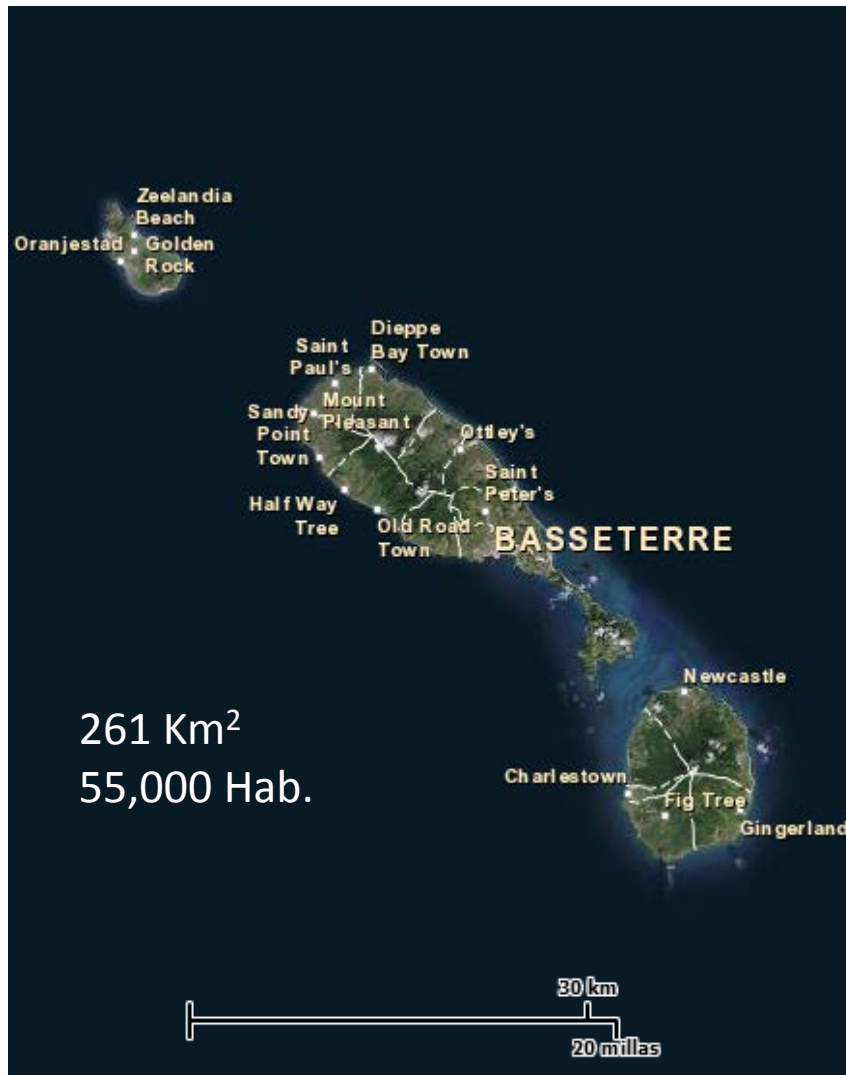 Zeelandia
Beach
Oranjestad
Golden
Rock
Dieppe
Bay Town
Saint
Paul's
Mount
Pleasant
Sandy
Point
Town
Ottley's
Saint
Peter's
Half Way
Tree
Old Road
Town
BASSETERRE
Newcastle
261 Km²
55,000 Hab.
Charlestown
Fig Tree
Gingerland
30 km
20 millas